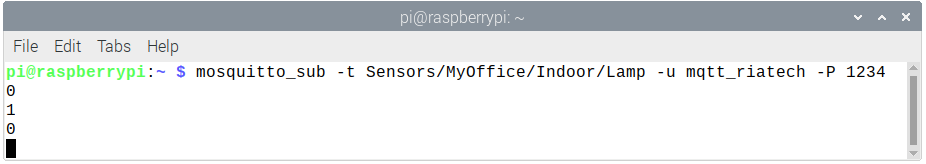 pi@raspberrypi: ~
File Edit Tabs Help
pi@raspberrypi:~ $ mosquitto_sub -t Sensors/MyOffice/Indoor/Lamp -u mqtt_riatech -P 1234
0
1
0